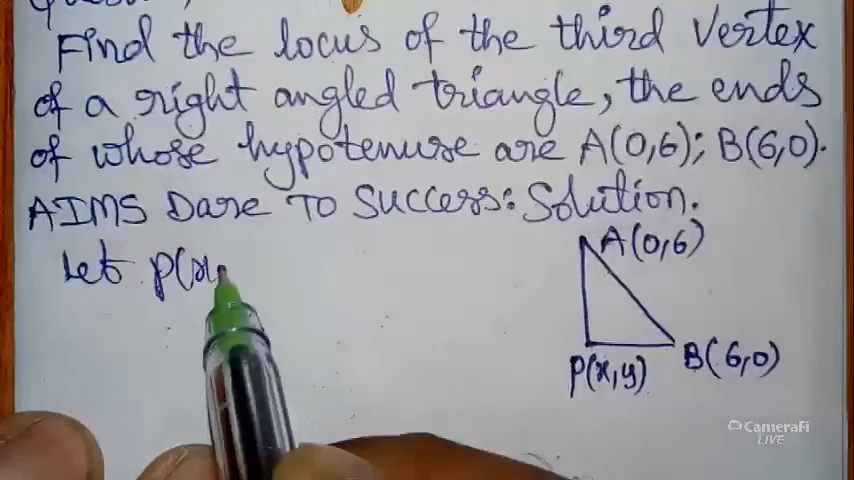 Find the locus of the third vertex
of a right angled triangle, the ends
of whose hypotenuse are A(0,6); B(6,0).
AIMS Dare To Success: Solution.
Let P(x
A(0,6)
P(x,y)
B(6,0)
CameraFi
LIVE